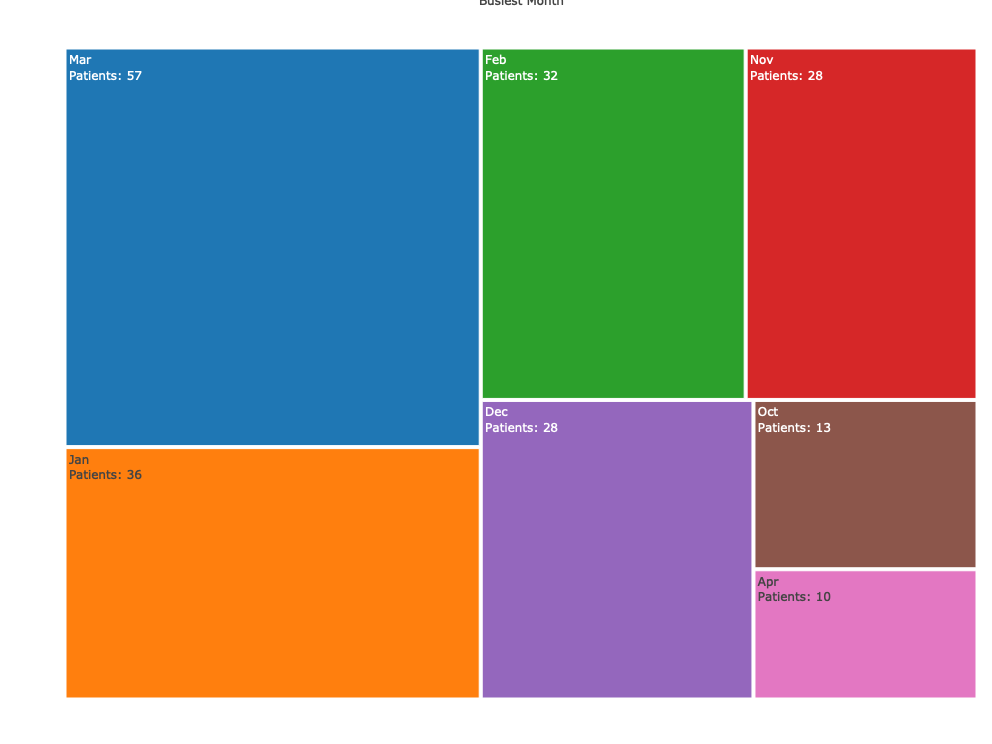 Busiest Month
Mar
Patients: 57
Feb
Patients: 32
Nov
Patients: 28
Jan
Patients: 36
Dec
Patients: 28
Oct
Patients: 13
Apr
Patients: 10